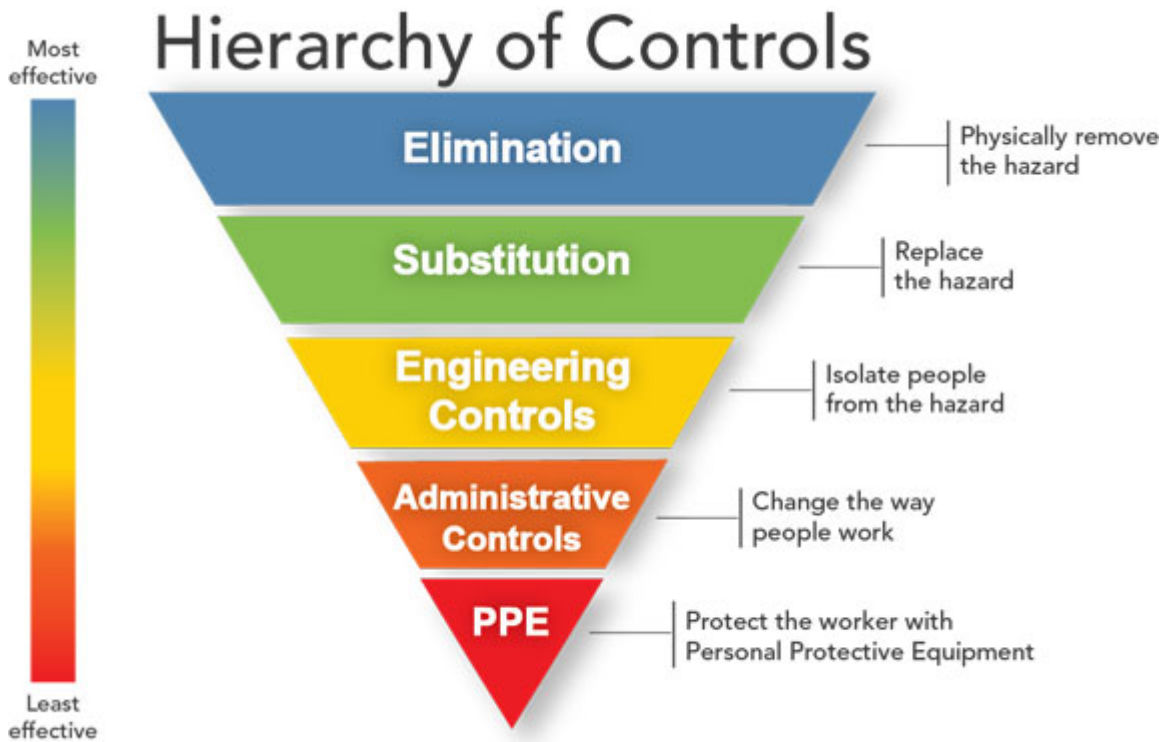 Hierarchy of Controls
Most
effective
Elimination
Physically remove
the hazard
Substitution
Replace
the hazard
Engineering
Controls
Isolate people
from the hazard
Administrative
Controls
Change the way
people work
PPE
Protect the worker with
Personal Protective Equipment
Least
effective